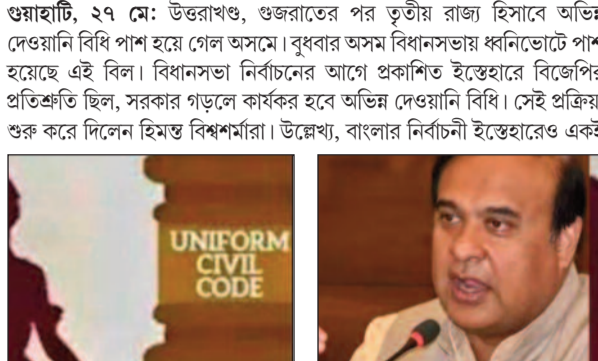 গুয়াহাটি, ২৭ মে: উত্তরাখণ্ড, গুজরাতের পর তৃতীয় রাজ্য হিসাবে অভিন্ন
দেওয়ানি বিধি পাশ হয়ে গেল অসমে। বুধবার অসম বিধানসভায় ধ্বনিভোটে পাশ
হয়েছে এই বিল। বিধানসভা নির্বাচনের আগে প্রকাশিত ইস্তেহারে বিজেপির
প্রতিশ্রুতি ছিল, সরকার গড়লে কার্যকর হবে অভিন্ন দেওয়ানি বিধি। সেই প্রক্রিয়া
শুরু করে দিলেন হিমন্ত বিশ্বশর্মারা। উল্লেখ্য, বাংলার নির্বাচনী ইস্তেহারেও একই
UNIFORM
CIVIL
CODE